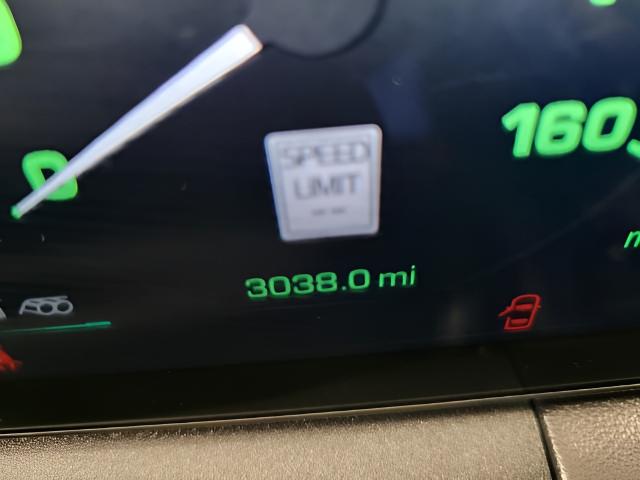 0
160
SPEED
LIMIT
-- --
3038.0 mi